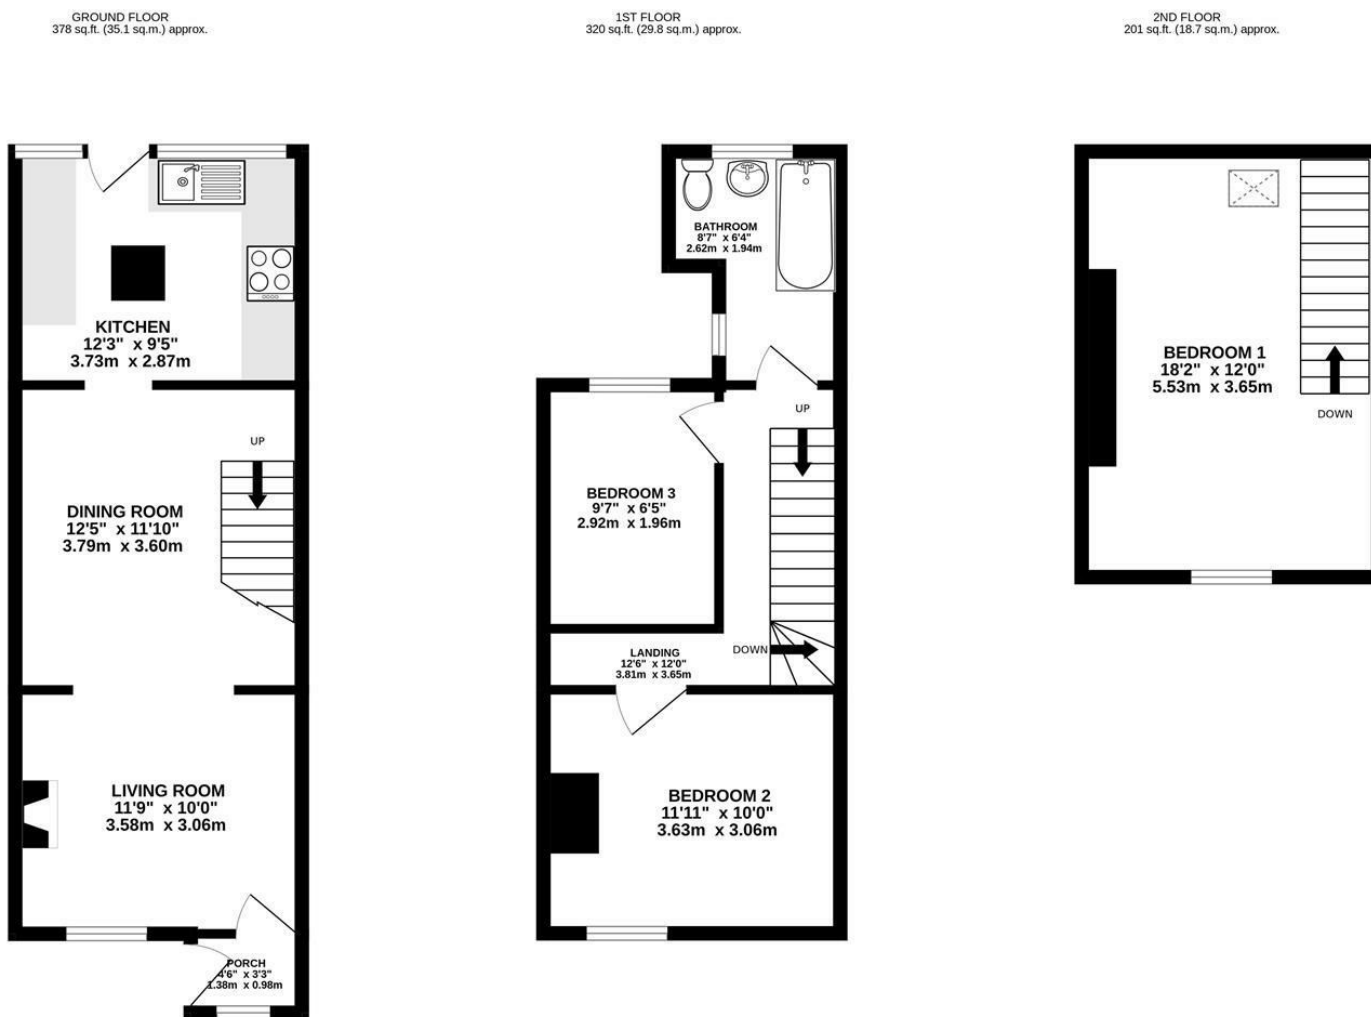 GROUND FLOOR
378 sq.ft. (35.1 sq.m.) approx.
1ST FLOOR
320 sq.ft. (29.8 sq.m.) approx.
2ND FLOOR
201 sq.ft. (18.7 sq.m.) approx.
KITCHEN
12'3" x 9'5"
3.73m x 2.87m
UP
DINING ROOM
12'5" x 11'10"
3.79m x 3.60m
LIVING ROOM
11'9" x 10'0"
3.58m x 3.06m
PORCH
4'6" x 3'3"
1.38m x 0.98m
BATHROOM
8'7" x 6'4"
2.62m x 1.94m
UP
BEDROOM 3
9'7" x 6'5"
2.92m x 1.96m
DOWN
LANDING
12'6" x 12'0"
3.81m x 3.65m
BEDROOM 2
11'11" x 10'0"
3.63m x 3.06m
BEDROOM 1
18'2" x 12'0"
5.53m x 3.65m
DOWN